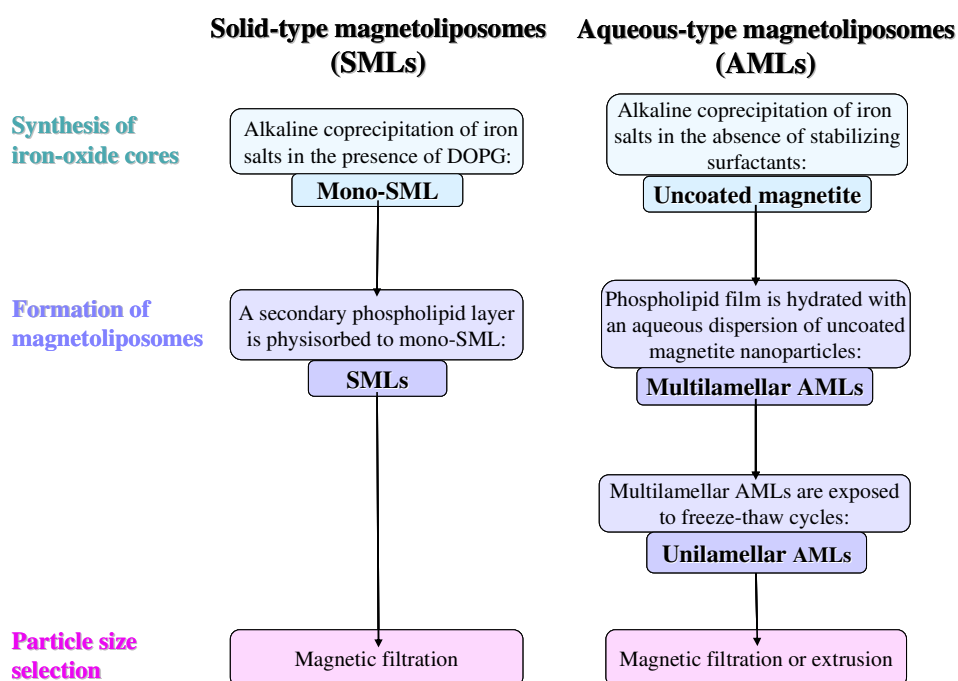 Solid-type magnetoliposomes
(SMLs)
Aqueous-type magnetoliposomes
(AMLs)
Synthesis of
iron-oxide cores
Alkaline coprecipitation of iron
salts in the presence of DOPG:
Mono-SML
Alkaline coprecipitation of iron
salts in the absence of stabilizing
surfactants:
Uncoated magnetite
Formation of
magnetoliposomes
A secondary phospholipid layer
is physisorbed to mono-SML:
SMLs
Phospholipid film is hydrated with
an aqueous dispersion of uncoated
magnetite nanoparticles:
Multilamellar AMLs
Multilamellar AMLs are exposed
to freeze-thaw cycles:
Unilamellar AMLs
Particle size
selection
Magnetic filtration
Magnetic filtration or extrusion